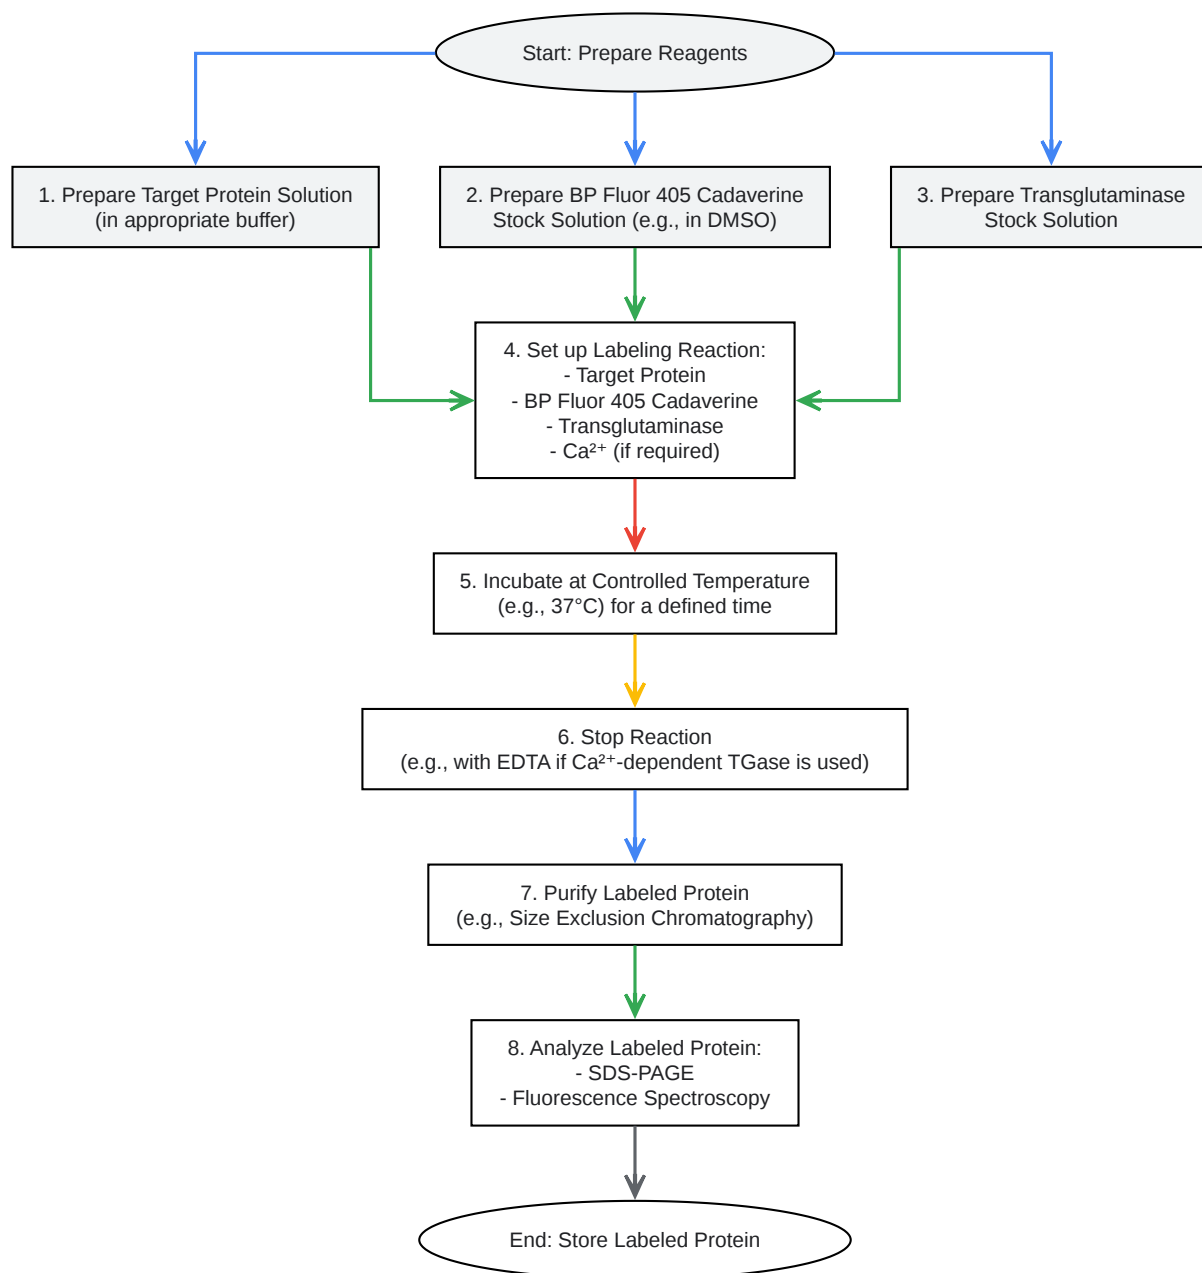 Start: Prepare Reagents
1. Prepare Target Protein Solution
(in appropriate buffer)
2. Prepare BP Fluor 405 Cadaverine
Stock Solution (e.g., in DMSO)
3. Prepare Transglutaminase
Stock Solution
4. Set up Labeling Reaction:
- Target Protein
- BP Fluor 405 Cadaverine
- Transglutaminase
- Ca²⁺ (if required)
5. Incubate at Controlled Temperature
(e.g., 37°C) for a defined time
6. Stop Reaction
(e.g., with EDTA if Ca²⁺-dependent TGase is used)
7. Purify Labeled Protein
(e.g., Size Exclusion Chromatography)
8. Analyze Labeled Protein:
- SDS-PAGE
- Fluorescence Spectroscopy
End: Store Labeled Protein